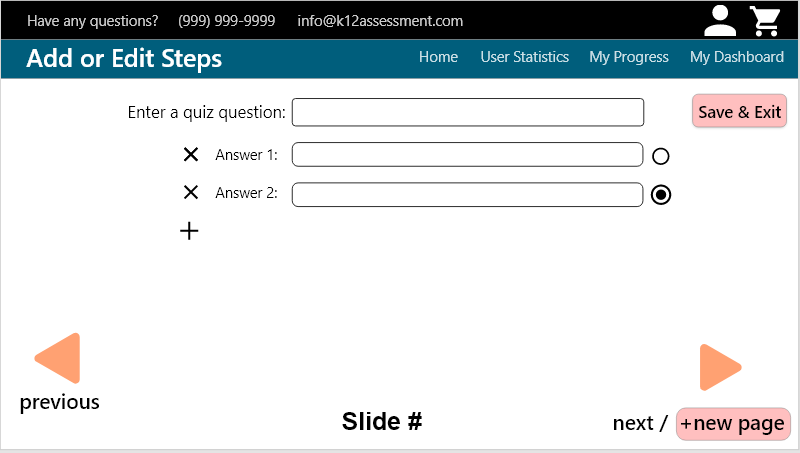 Have any questions? (999) 999-9999 info@k12assessment.com
Add or Edit Steps Home User Statistics My Progress My Dashboard
Enter a quiz question: Save & Exit
Answer 1:
Answer 2:
previous
Slide # next / +new page